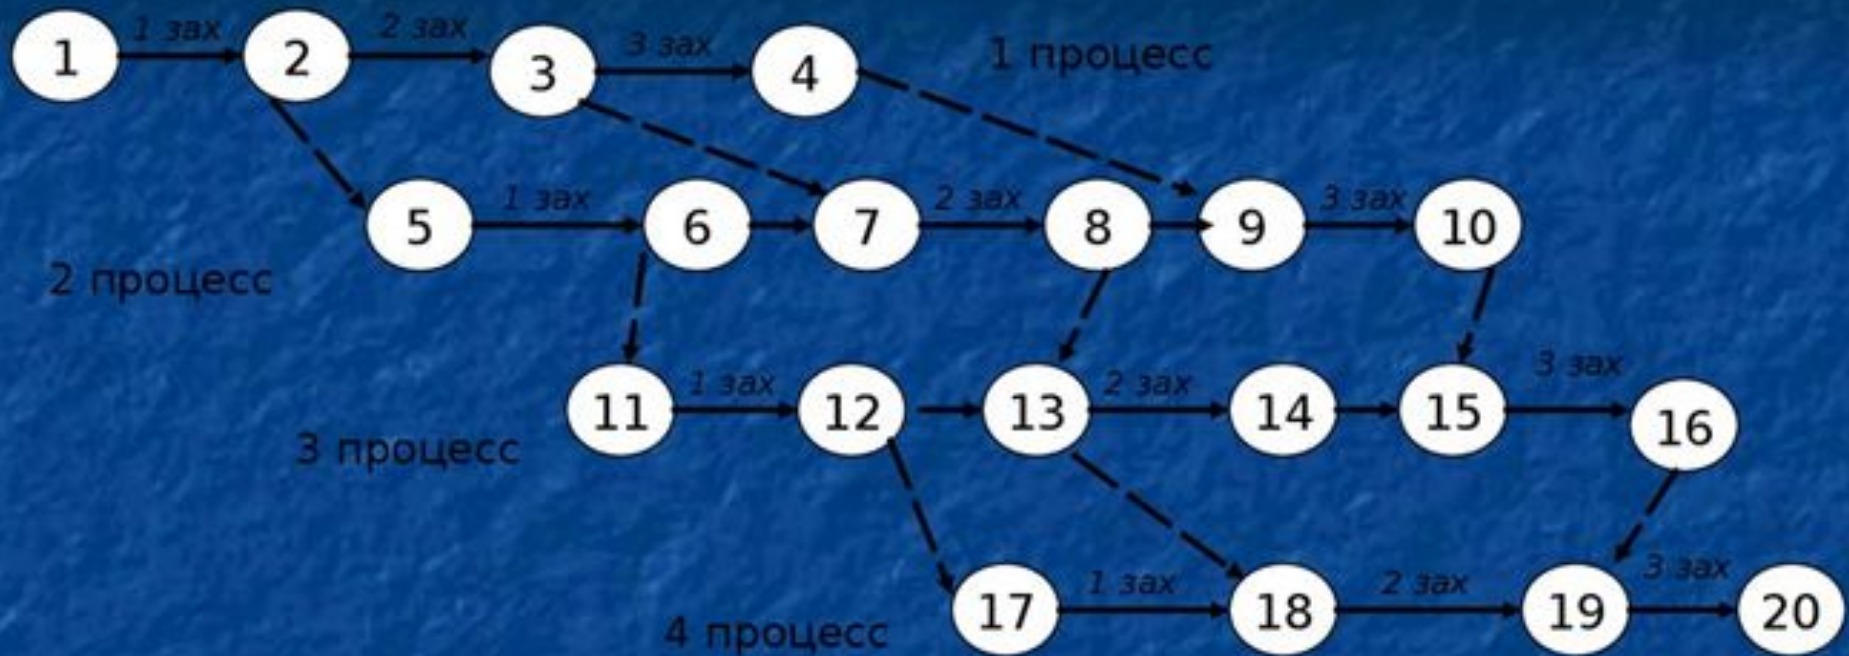 1 зах 2 зах 3 зах 1 процесс
1 2 3 4
1 зах 2 зах 3 зах
5 6 7 8 9 10
2 процесс
1 зах 2 зах 3 зах
11 12 13 14 15 16
3 процесс
1 зах 2 зах 3 зах
17 18 19 20
4 процесс